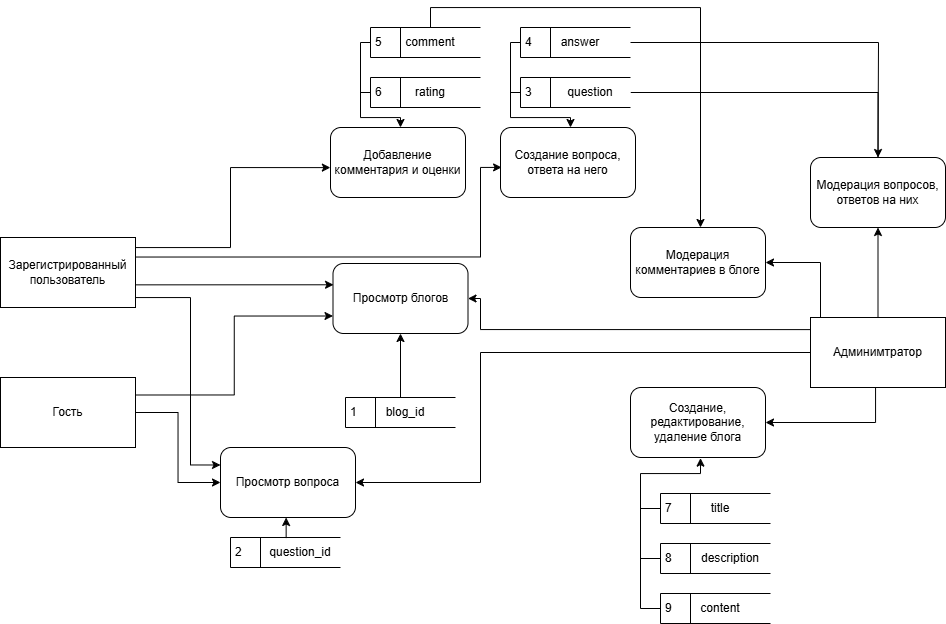 5 comment
4 answer
6 rating
3 question
Добавление
комментария и оценки
Создание вопроса,
ответа на него
Модерация вопросов,
ответов на них
Зарегистрированный
пользователь
Модерация
комментариев в блоге
Просмотр блогов
Админимтратор
Гость
1 blog_id
Создание,
редактирование,
удаление блога
Просмотр вопроса
7 title
2 question_id
8 description
9 content